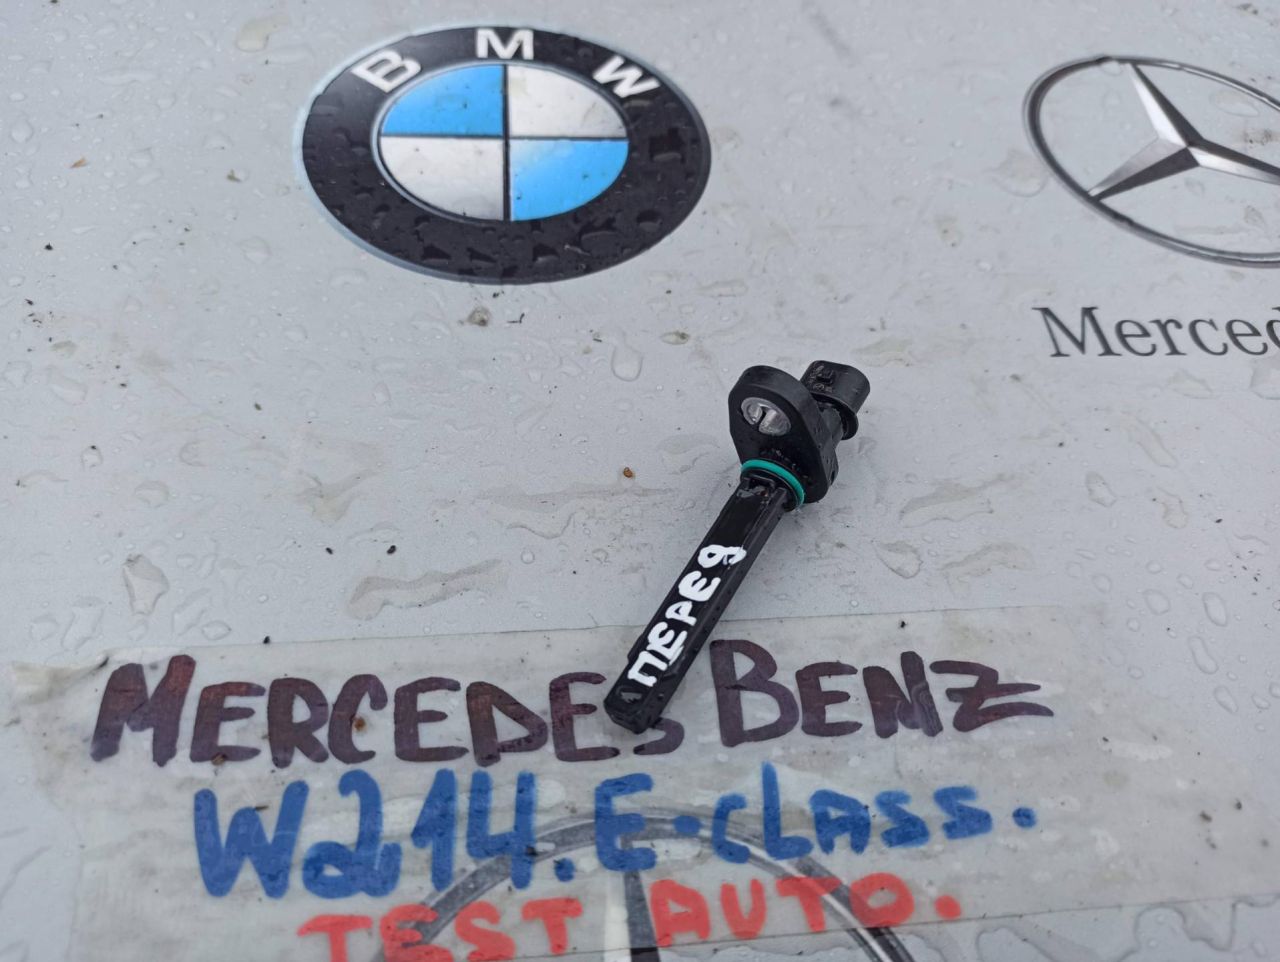 BMW
Merced
ПЕРЕД
MERCEDES BENZ
W214. E-CLASS.
TEST AUTO.